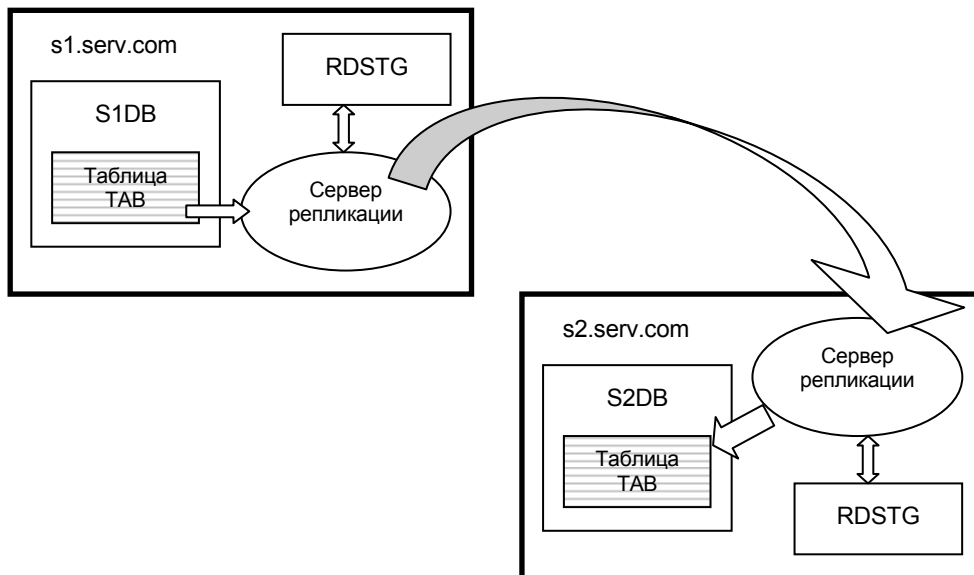 s1.serv.com
RDSTG
S1DB
Таблица
TAB
Сервер
репликации
s2.serv.com
Сервер
репликации
S2DB
Таблица
TAB
RDSTG